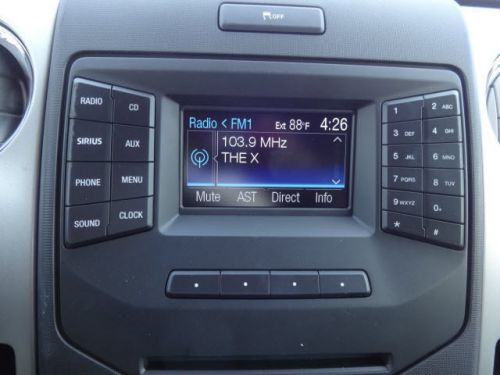 OFF
RADIO CD
SIRIUS AUX
PHONE MENU
SOUND CLOCK
Radio < FM1 Ext 88°F 4:26
103.9 MHz
THE X
Mute AST Direct Info
1 2 ABC
3 DEF 4 GHI
5 JKL 6 MNO
7 PQRS 8 TUV
9 WXYZ 0+
* #